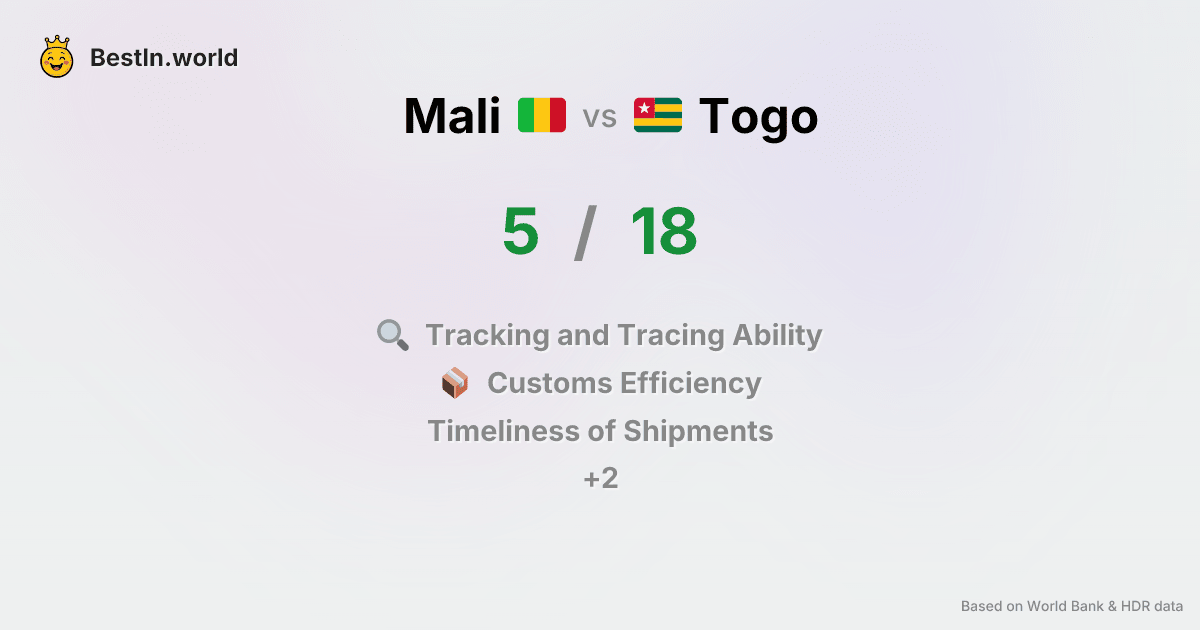 BestIn.world
Mali vs Togo
5 / 18
Tracking and Tracing Ability
Customs Efficiency
Timeliness of Shipments
+2
Based on World Bank & HDR data